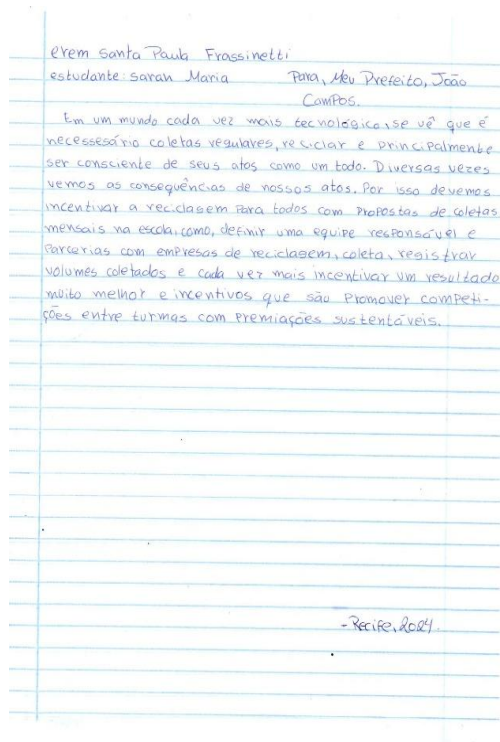 erem Santa Paula Frassinetti
estudante: Sarah Maria Para, Meu Prefeito, João
Campos.
Em um mundo cada vez mais tecnológico, se vê que é
necessesário coletas regulares, reciclar e principalmente
ser consciente de seus atos como um todo. Diversas vezes
vemos as consequências de nossos atos. Por isso devemos
incentivar a reciclagem para todos com propostas de coletas
mensais na escola, como, definir uma equipe responsável e
parcerias com empresas de reciclagem, coleta, registrar
volumes coletados e cada vez mais incentivar um resultado
muito melhor e incentivos que são promover competi-
ções entre turmas com premiações sustentáveis.
-Recife, 2024.